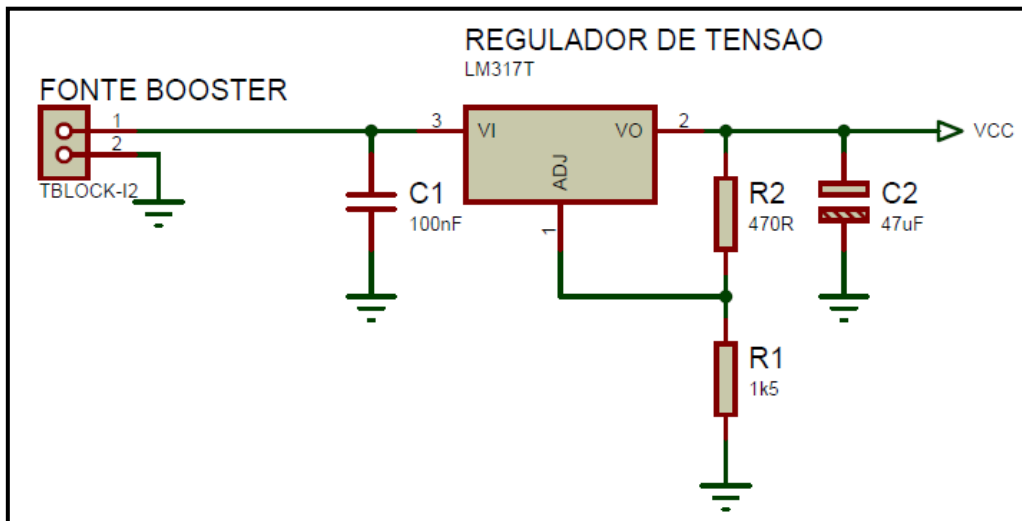 REGULADOR DE TENSAO
LM317T
FONTE BOOSTER
1
2
TBLOCK-I2
3
VI
VO
2
ADJ
1
VCC
C1
100nF
R2
470R
C2
47uF
R1
1k5